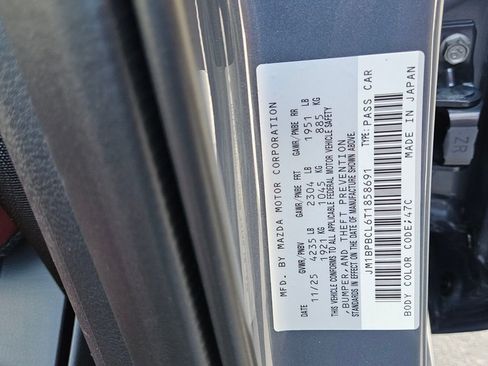 MFD. BY MAZDA MOTOR CORPORATION
DATE GVWR/PNBV GAWR/PNBE FRT GAWR/PNBE RR
11/25 4235 LB 2304 LB 1951 LB
1921 KG 1045 KG 885 KG
THIS VEHICLE CONFORMS TO ALL APPLICABLE FEDERAL MOTOR VEHICLE SAFETY
,BUMPER,AND THEFT PREVENTION
STANDARDS IN EFFECT ON THE DATE OF MANUFACTURE SHOWN ABOVE.
JM1BPBCL6T1858691 TYPE: PASS CAR
BODY COLOR CODE;47C MADE IN JAPAN